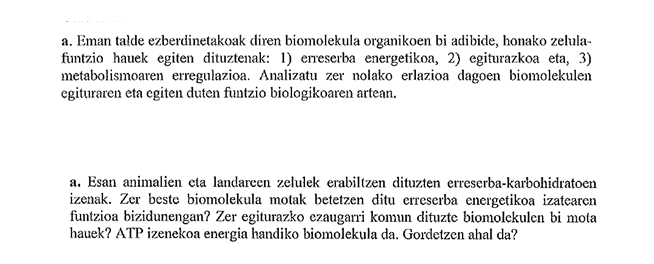 a. Eman talde ezberdinetakoak diren biomolekula organikoen bi adibide, honako zelula-
funtzio hauek egiten dituztenak: 1) erreserba energetikoa, 2) egiturazkoa eta, 3)
metabolismoaren erregulazioa. Analizatu zer nolako erlazioa dagoen biomolekulen
egituraren eta egiten duten funtzio biologikoaren artean.
a. Esan animalien eta landareen zelulek erabiltzen dituzten erreserba-karbohidratoen
izenak. Zer beste biomolekula motak betetzen ditu erreserba energetikoa izatearen
funtzioa bizidunengan? Zer egiturazko ezaugarri komun dituzte biomolekulen bi mota
hauek? ATP izenekoa energia handiko biomolekula da. Gordetzen ahal da?